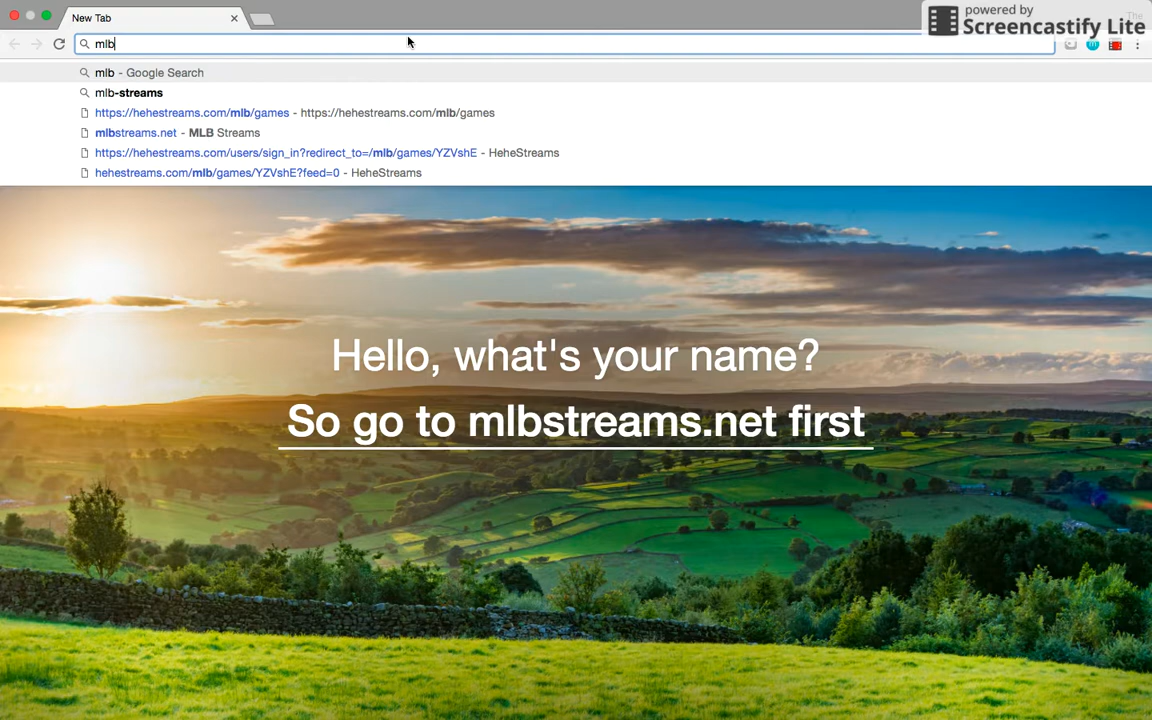 New Tab
powered by
Screencastify Lite
mlb
mlb - Google Search
mlb-streams
https://hehestreams.com/mlb/games - https://hehestreams.com/mlb/games
mlbstreams.net - MLB Streams
https://hehestreams.com/users/sign_in?redirect_to=/mlb/games/YZVshE - HeheStreams
hehestreams.com/mlb/games/YZVshE?feed=0 - HeheStreams
Hello, what's your name?
So go to mlbstreams.net first